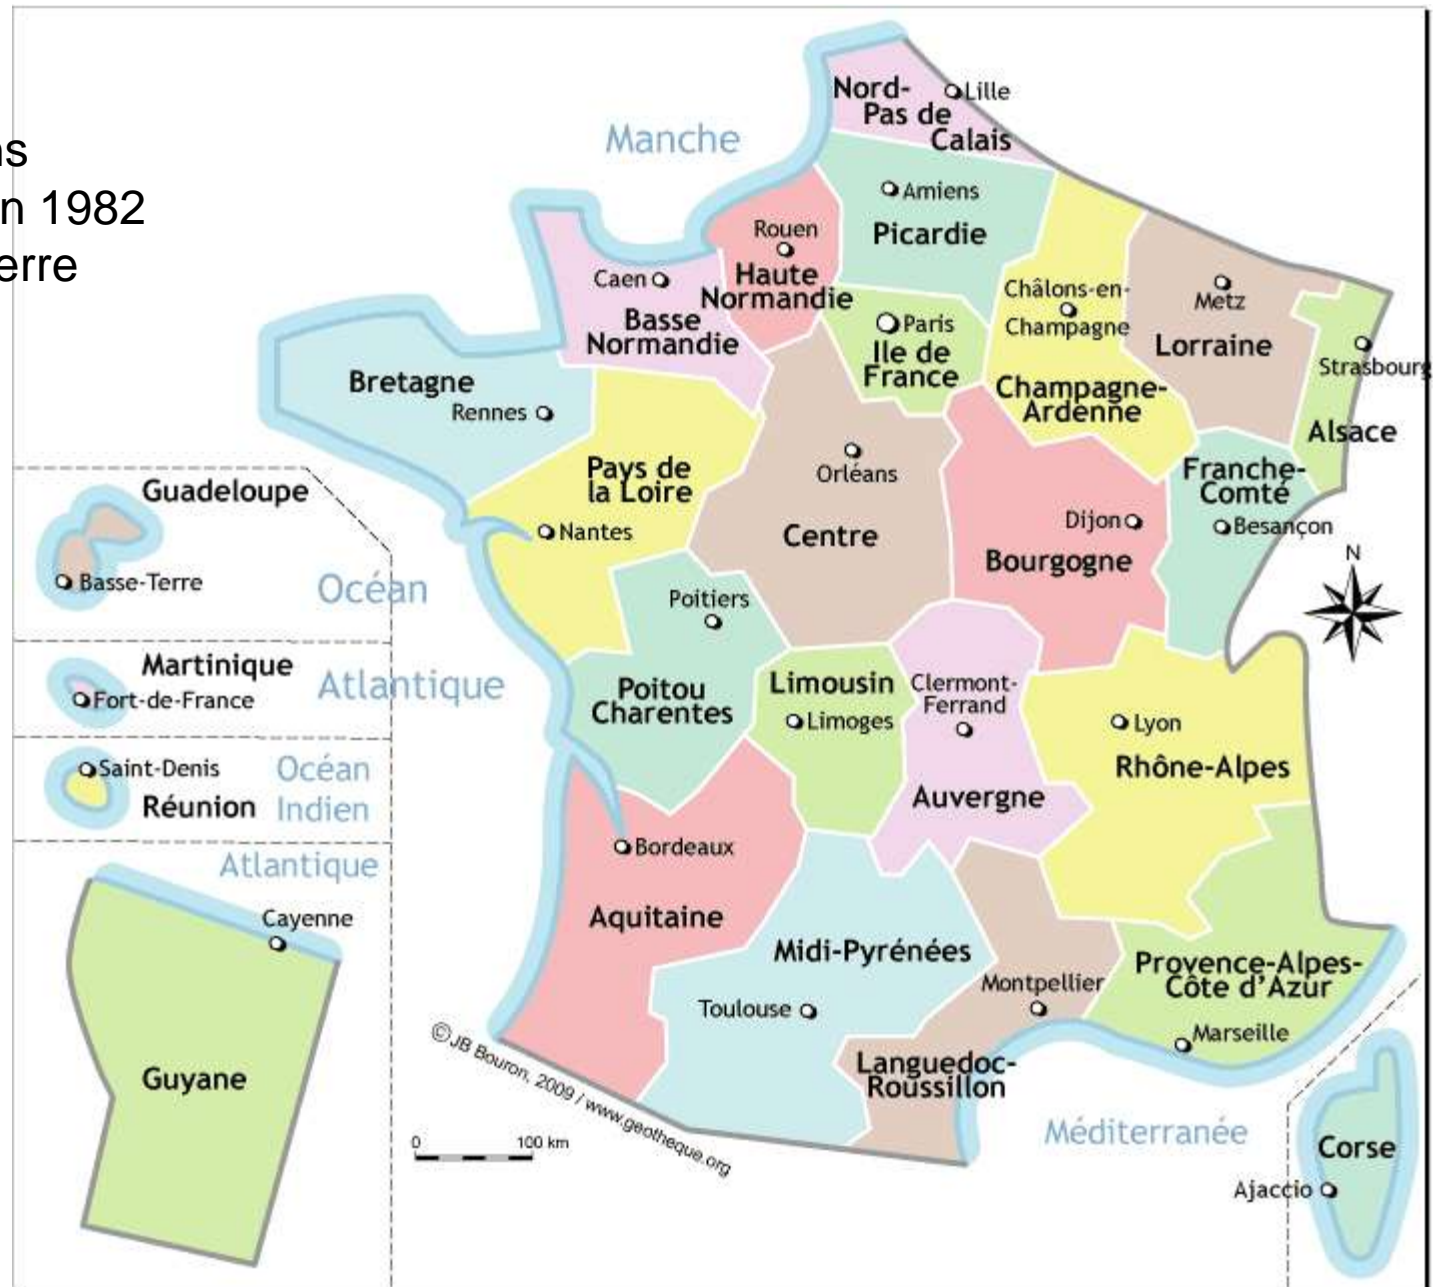 ns
n 1982
erre
Manche
Nord-
Pas de
Calais
Lille
Amiens
Picardie
Rouen
Haute
Normandie
Caen
Basse
Normandie
Châlons-en-
Champagne
Champagne-
Ardenne
Metz
Lorraine
Strasbourg
Alsace
Paris
Ile de
France
Bretagne
Rennes
Pays de
la Loire
Nantes
Orléans
Centre
Dijon
Bourgogne
Franche-
Comté
Besançon
N
Guadeloupe
Basse-Terre
Océan
Atlantique
Martinique
Fort-de-France
Saint-Denis
Réunion
Océan
Indien
Atlantique
Cayenne
Guyane
Poitiers
Poitou
Charentes
Limousin
Limoges
Clermont-
Ferrand
Auvergne
Lyon
Rhône-Alpes
Bordeaux
Aquitaine
Midi-Pyrénées
Toulouse
Montpellier
Languedoc-
Roussillon
Provence-Alpes-
Côte d'Azur
Marseille
Méditerranée
Corse
Ajaccio
© JB Bouron, 2009 / www.geotheque.org
0 100 km